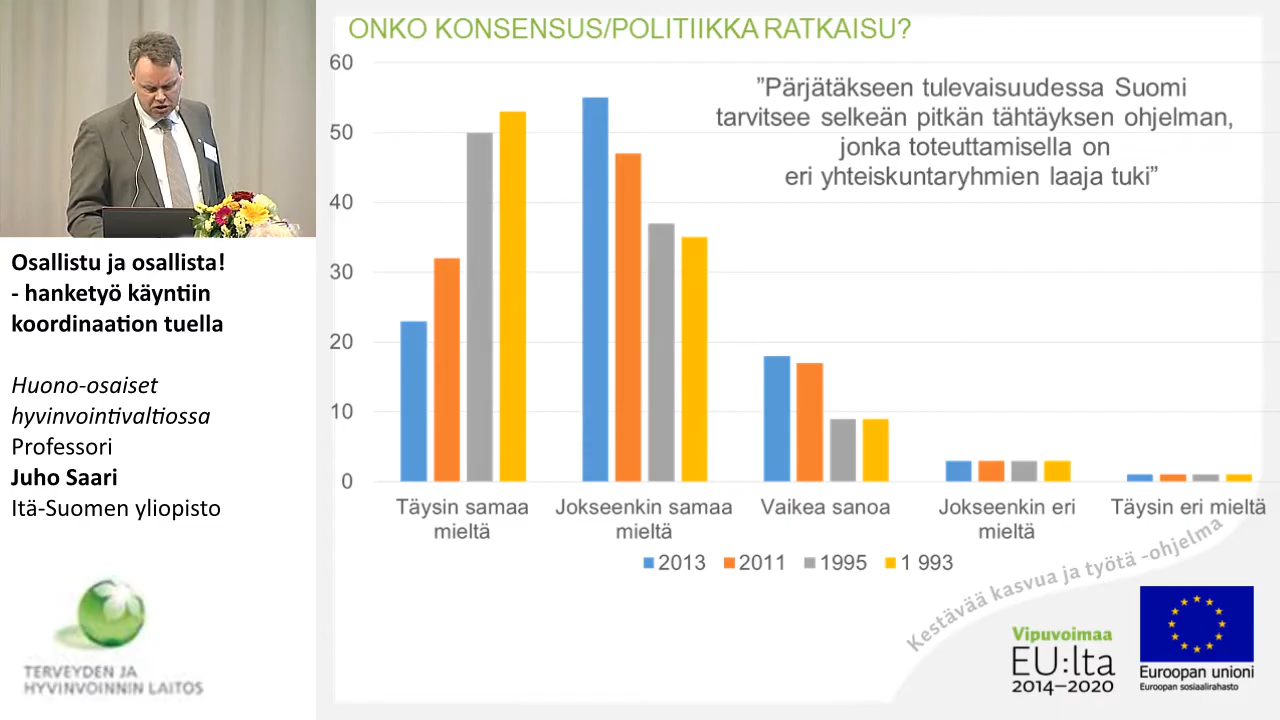 ONKO KONSENSUS/POLITIIKKA RATKAISU?
60
50
40
30
20
10
0
”Pärjätäkseen tulevaisuudessa Suomi
tarvitsee selkeän pitkän tähtäyksen ohjelman,
jonka toteuttamisella on
eri yhteiskuntaryhmien laaja tuki”
Täysin samaa
mieltä
Jokseenkin samaa
mieltä
Vaikea sanoa
Jokseenkin eri
mieltä
Täysin eri mieltä
2013 2011 1995 1 993
Osallistu ja osallista!
- hanketyö käyntiin
koordinaation tuella
Huono-osaiset
hyvinvointivaltiossa
Professori
Juho Saari
Itä-Suomen yliopisto
TERVEYDEN JA
HYVINVOINNIN LAITOS
Kestävää kasvua ja työtä -ohjelma
Vipuvoimaa
EU:lta
2014–2020
Euroopan unioni
Euroopan sosiaalirahasto